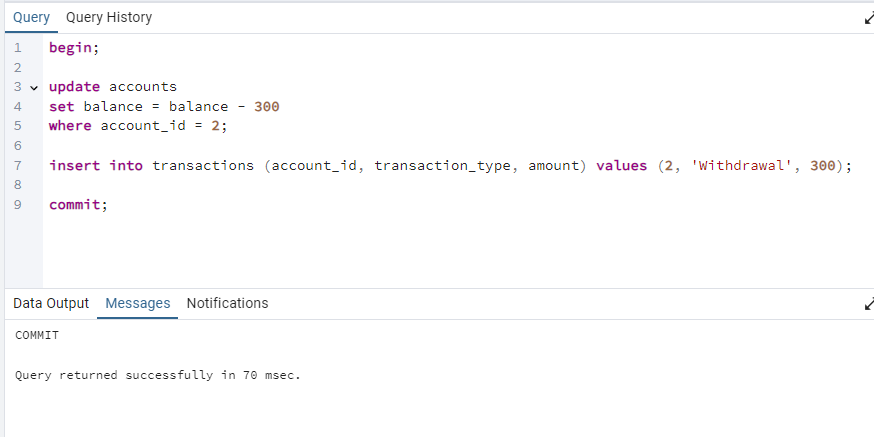 Query Query History
1 begin;
2
3 update accounts
4 set balance = balance - 300
5 where account_id = 2;
6
7 insert into transactions (account_id, transaction_type, amount) values (2, 'Withdrawal', 300);
8
9 commit;
Data Output Messages Notifications
COMMIT
Query returned successfully in 70 msec.